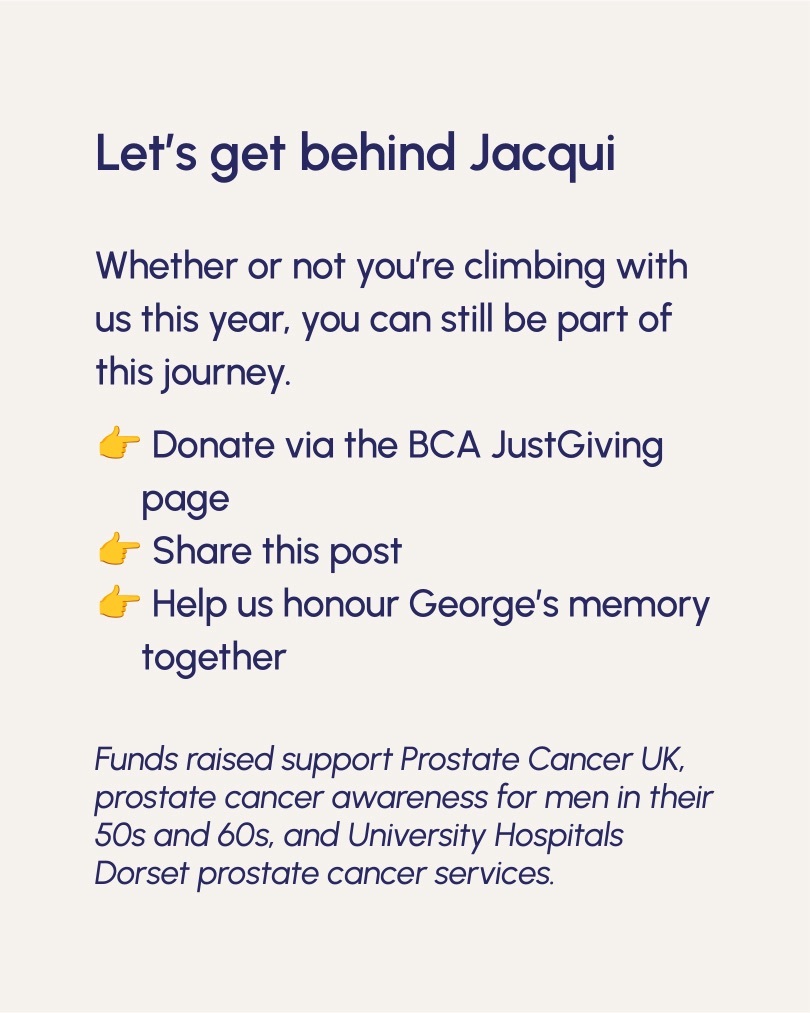 Let’s get behind Jacqui
Whether or not you’re climbing with
us this year, you can still be part of
this journey.
👉 Donate via the BCA JustGiving
page
👉 Share this post
👉 Help us honour George’s memory
together
Funds raised support Prostate Cancer UK,
prostate cancer awareness for men in their
50s and 60s, and University Hospitals
Dorset prostate cancer services.